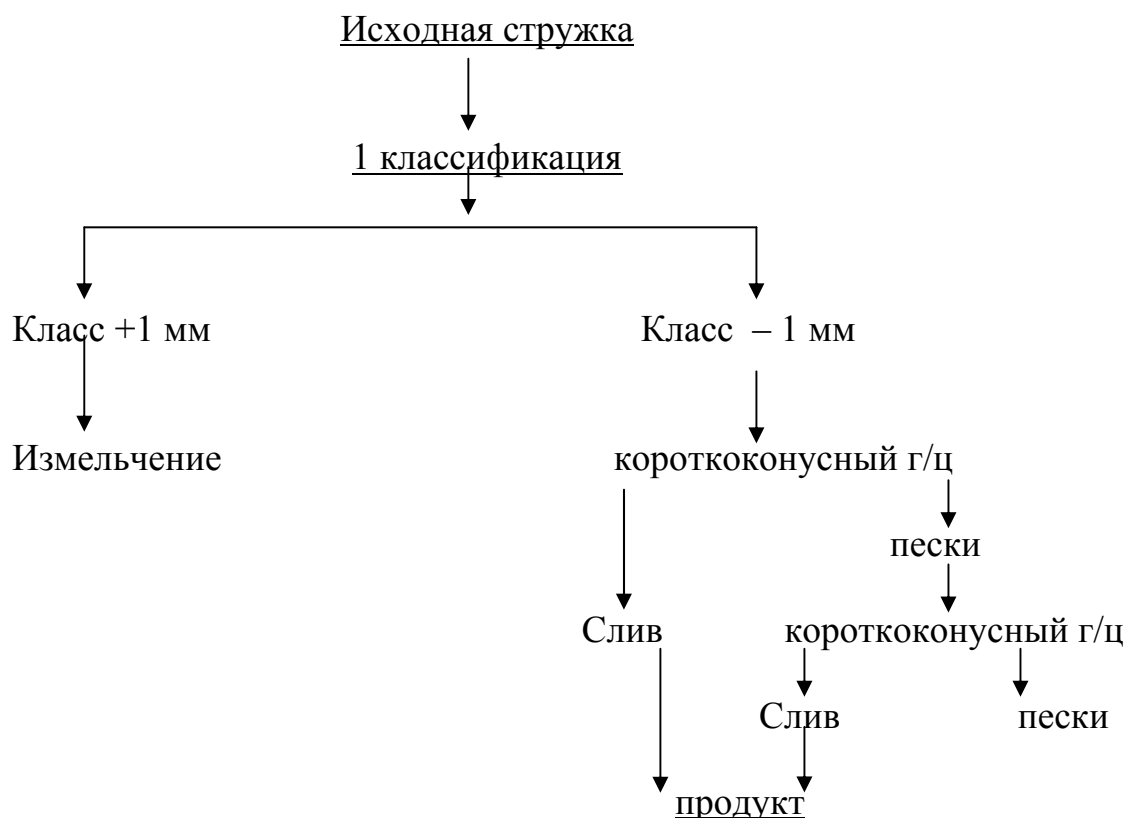 Исходная стружка
1 классификация
Класс +1 мм
Класс – 1 мм
Измельчение
короткоконусный г/ц
пески
Слив
короткоконусный г/ц
Слив
пески
продукт